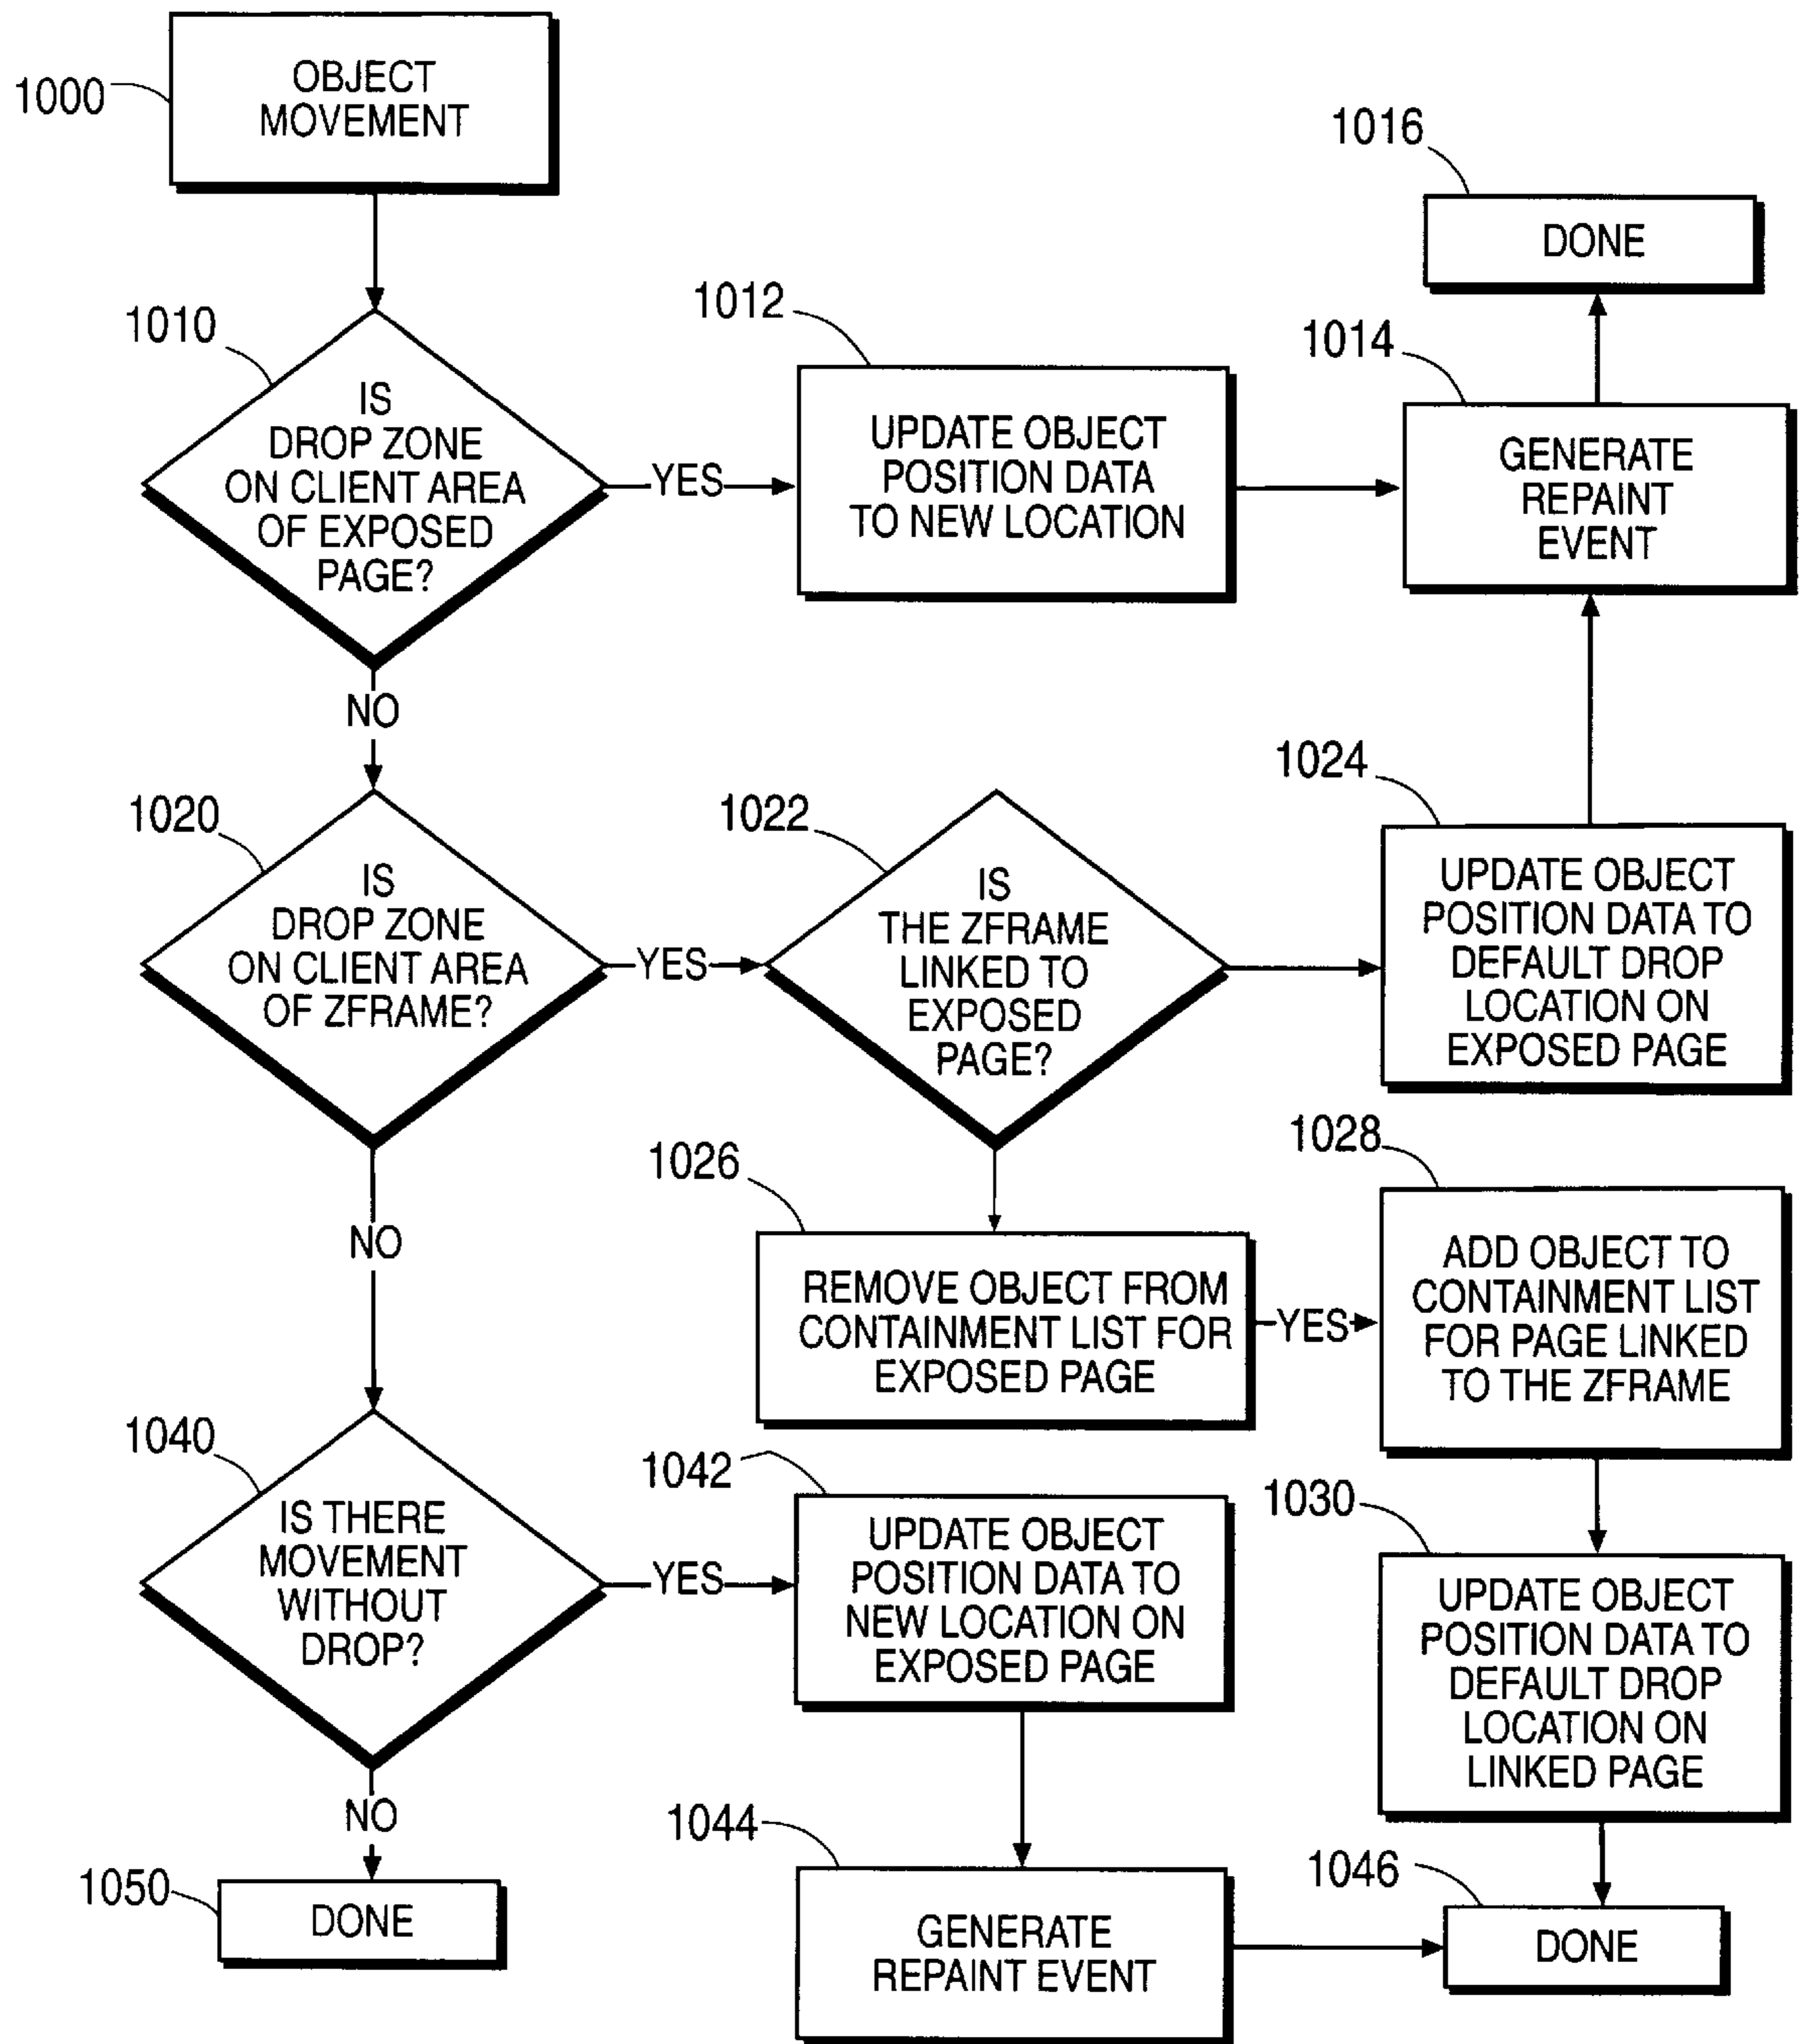 1000
OBJECT
MOVEMENT
1016
DONE
1010
IS
DROP ZONE
ON CLIENT AREA
OF EXPOSED
PAGE?
YES
1012
UPDATE OBJECT
POSITION DATA
TO NEW LOCATION
1014
GENERATE
REPAINT
EVENT
NO
1020
IS
DROP ZONE
ON CLIENT AREA
OF ZFRAME?
YES
1022
IS
THE ZFRAME
LINKED TO
EXPOSED
PAGE?
1024
UPDATE OBJECT
POSITION DATA TO
DEFAULT DROP
LOCATION ON
EXPOSED PAGE
NO
1026
REMOVE OBJECT FROM
CONTAINMENT LIST FOR
EXPOSED PAGE
YES
1028
ADD OBJECT TO
CONTAINMENT LIST
FOR PAGE LINKED
TO THE ZFRAME
1040
IS THERE
MOVEMENT
WITHOUT
DROP?
YES
1042
UPDATE OBJECT
POSITION DATA TO
NEW LOCATION ON
EXPOSED PAGE
1030
UPDATE OBJECT
POSITION DATA TO
DEFAULT DROP
LOCATION ON
LINKED PAGE
NO
1050
DONE
1044
GENERATE
REPAINT EVENT
1046
DONE